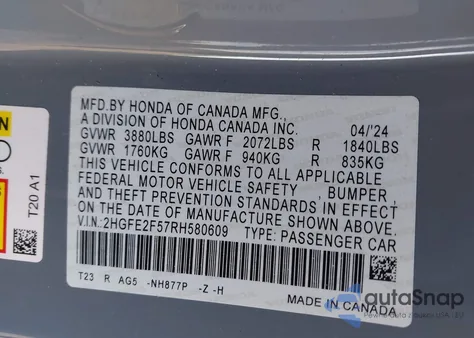 MFD.BY HONDA OF CANADA MFG.,
A DIVISION OF HONDA CANADA INC. 04/'24
GVWR 3880LBS GAWR F 2072LBS R 1840LBS
GVWR 1760KG GAWR F 940KG R 835KG
THIS VEHICLE CONFORMS TO ALL APPLICABLE
FEDERAL MOTOR VEHICLE SAFETY , BUMPER ,
AND THEFT PREVENTION STANDARDS IN EFFECT
ON THE DATE OF MANUFACTURE SHOWN ABOVE.
V.I.N:2HGFE2F57RH580609 TYPE: PASSENGER CAR
T23 R AG5 -NH877P -Z -H
MADE IN CANADA
T20 A1
autaSnap